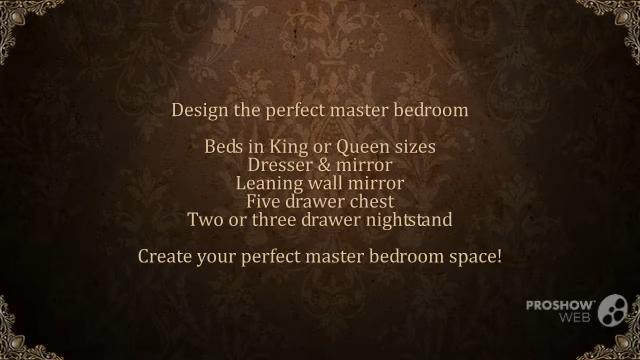 Design the perfect master bedroom
Beds in King or Queen sizes
Dresser & mirror
Leaning wall mirror
Five drawer chest
Two or three drawer nightstand
Create your perfect master bedroom space!
PROSHOW™
WEB